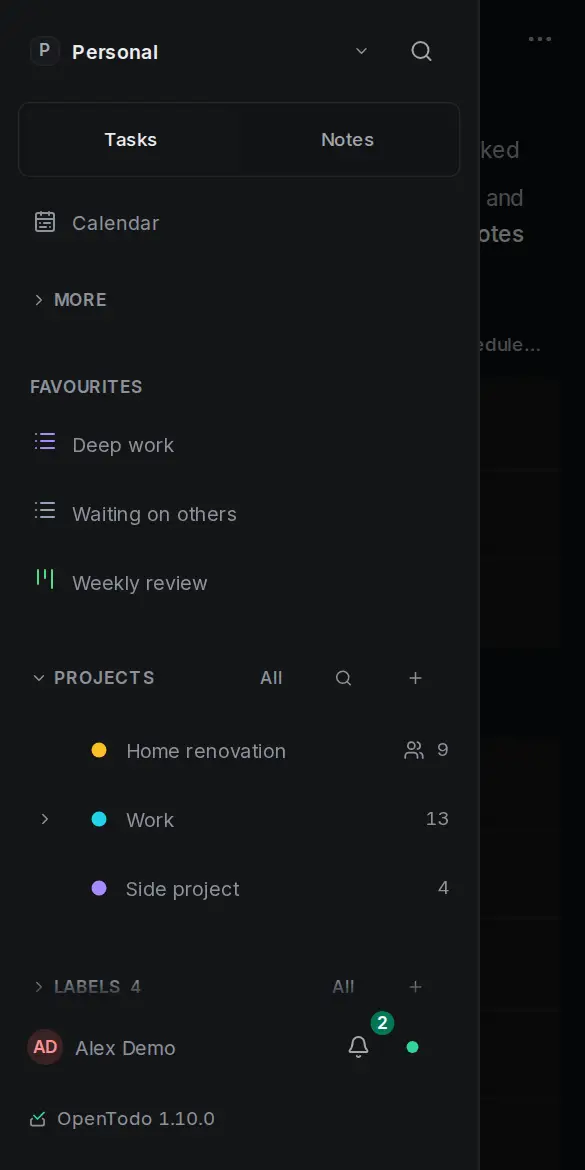 P Personal
Tasks Notes
ked
Calendar
and
otes
MORE
edule...
FAVOURITES
Deep work
Waiting on others
Weekly review
PROJECTS All
Home renovation 9
Work 13
Side project 4
LABELS 4 All
2
AD Alex Demo
OpenTodo 1.10.0